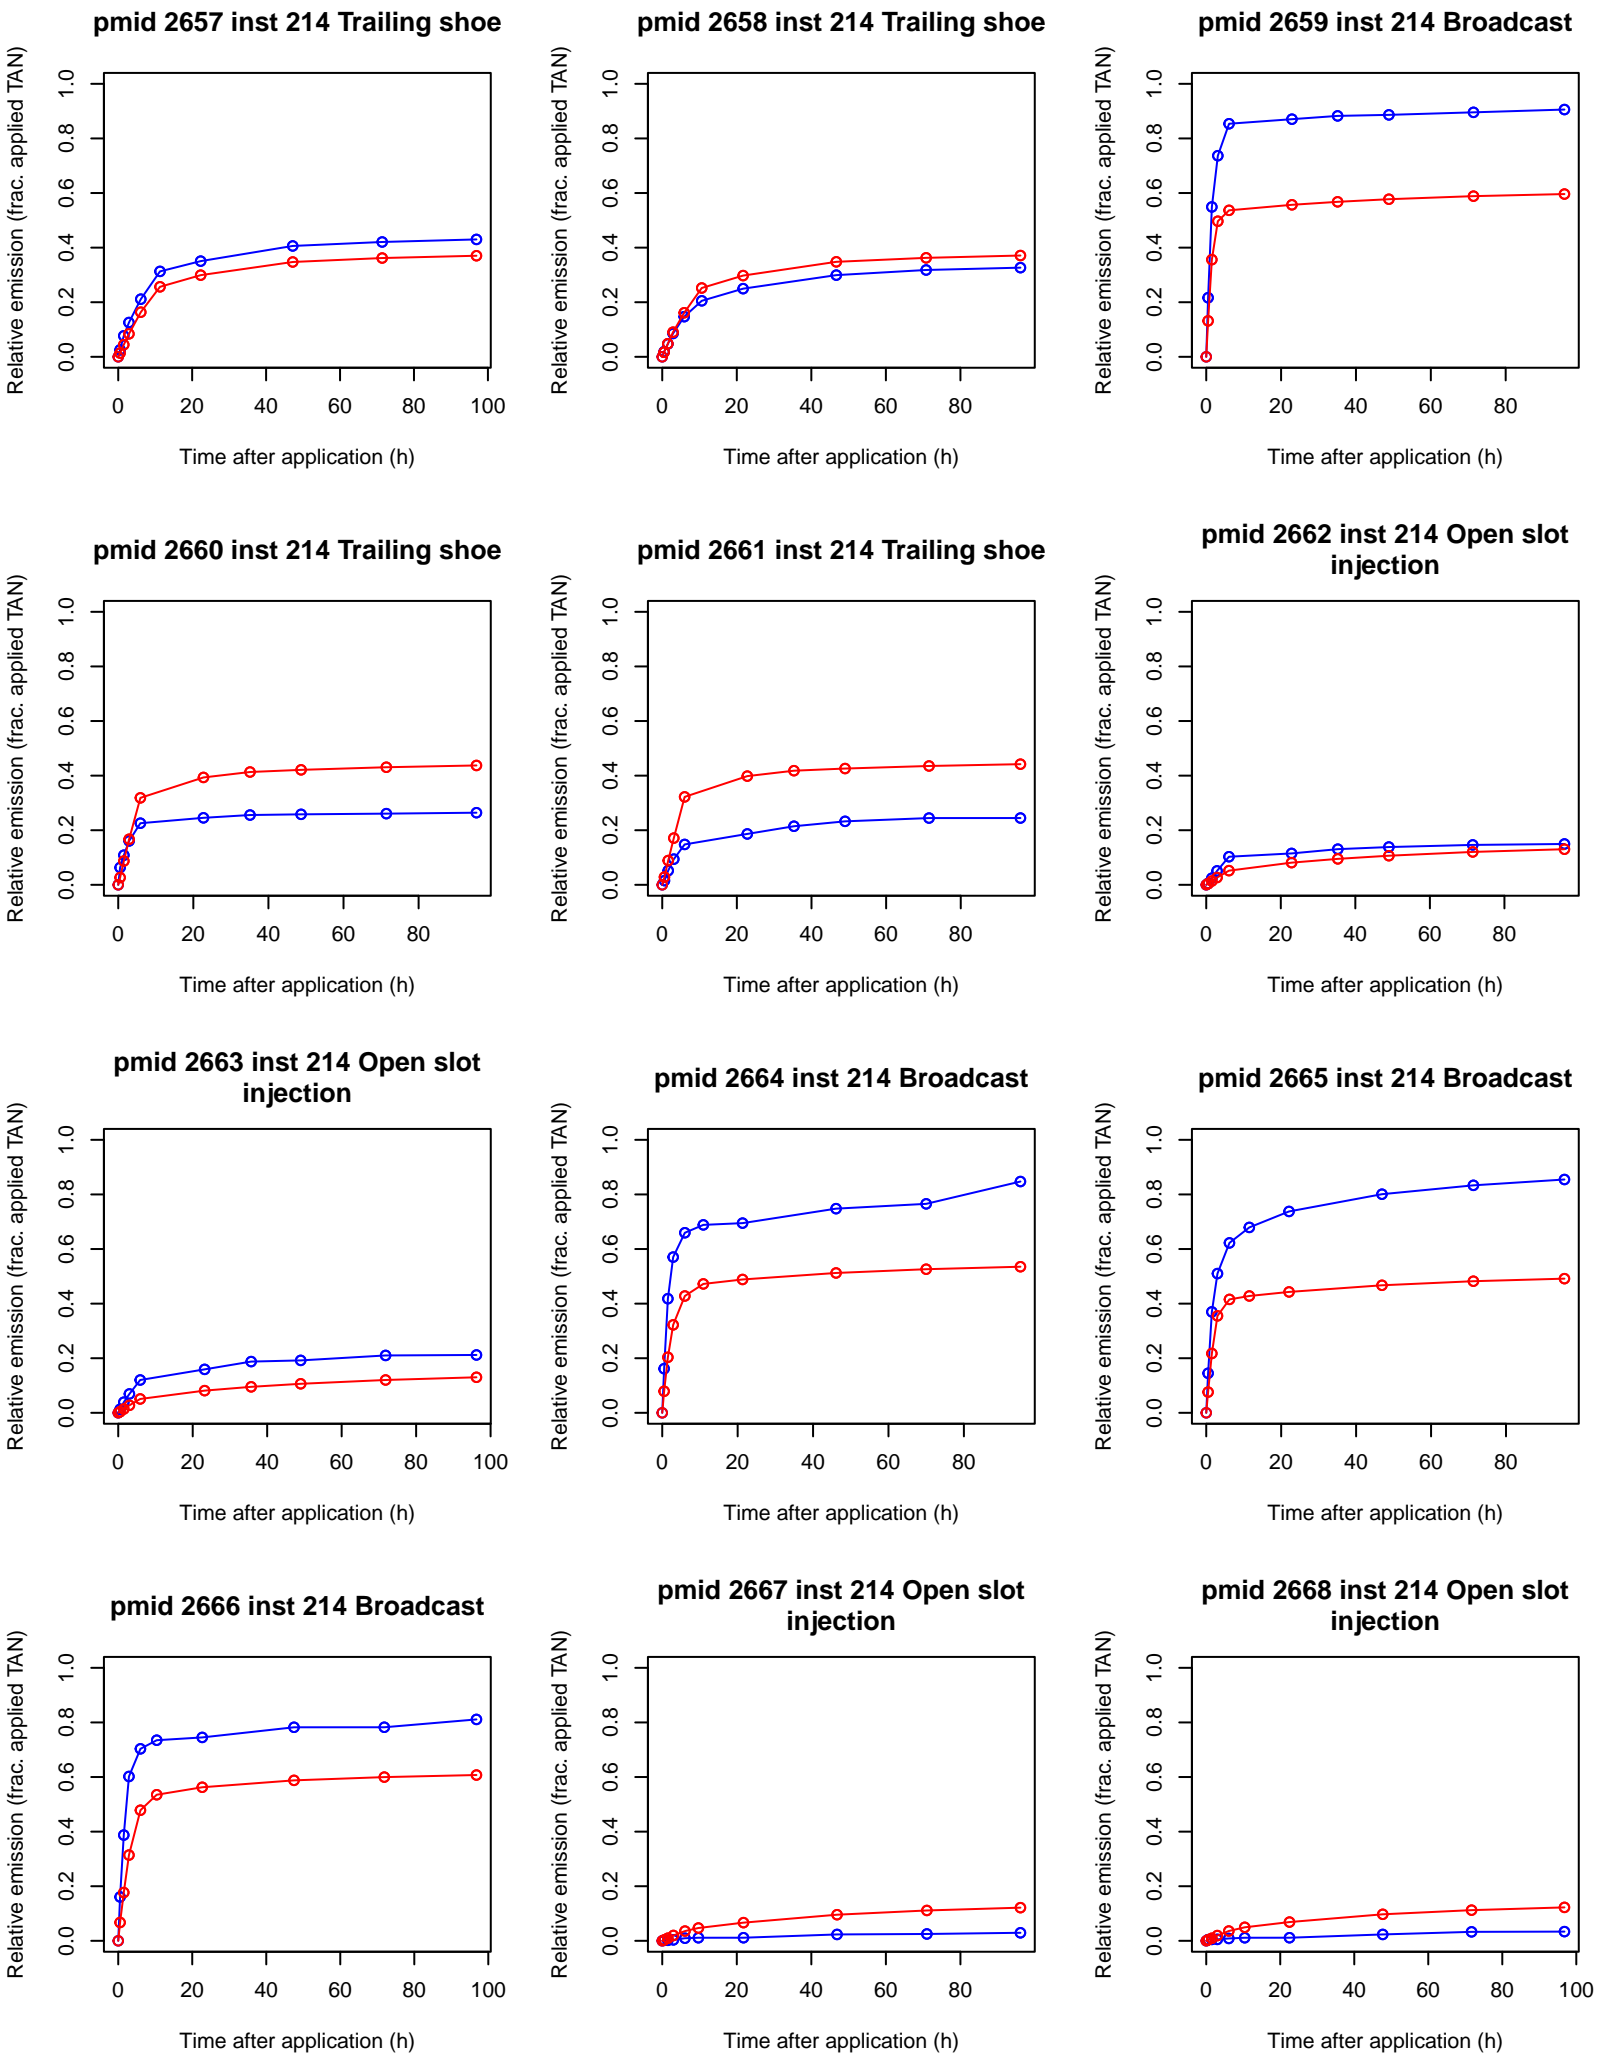 pmid 2657 inst 214 Trailing shoe
Relative emission (frac. applied TAN)
0.0 0.2 0.4 0.6 0.8 1.0
0 20 40 60 80 100
Time after application (h)
pmid 2658 inst 214 Trailing shoe
Relative emission (frac. applied TAN)
0.0 0.2 0.4 0.6 0.8 1.0
0 20 40 60 80
Time after application (h)
pmid 2659 inst 214 Broadcast
Relative emission (frac. applied TAN)
0.0 0.2 0.4 0.6 0.8 1.0
0 20 40 60 80
Time after application (h)
pmid 2660 inst 214 Trailing shoe
Relative emission (frac. applied TAN)
0.0 0.2 0.4 0.6 0.8 1.0
0 20 40 60 80
Time after application (h)
pmid 2661 inst 214 Trailing shoe
Relative emission (frac. applied TAN)
0.0 0.2 0.4 0.6 0.8 1.0
0 20 40 60 80
Time after application (h)
pmid 2662 inst 214 Open slot
injection
Relative emission (frac. applied TAN)
0.0 0.2 0.4 0.6 0.8 1.0
0 20 40 60 80
Time after application (h)
pmid 2663 inst 214 Open slot
injection
Relative emission (frac. applied TAN)
0.0 0.2 0.4 0.6 0.8 1.0
0 20 40 60 80 100
Time after application (h)
pmid 2664 inst 214 Broadcast
Relative emission (frac. applied TAN)
0.0 0.2 0.4 0.6 0.8 1.0
0 20 40 60 80
Time after application (h)
pmid 2665 inst 214 Broadcast
Relative emission (frac. applied TAN)
0.0 0.2 0.4 0.6 0.8 1.0
0 20 40 60 80
Time after application (h)
pmid 2666 inst 214 Broadcast
Relative emission (frac. applied TAN)
0.0 0.2 0.4 0.6 0.8 1.0
0 20 40 60 80 100
Time after application (h)
pmid 2667 inst 214 Open slot
injection
Relative emission (frac. applied TAN)
0.0 0.2 0.4 0.6 0.8 1.0
0 20 40 60 80
Time after application (h)
pmid 2668 inst 214 Open slot
injection
Relative emission (frac. applied TAN)
0.0 0.2 0.4 0.6 0.8 1.0
0 20 40 60 80 100
Time after application (h)